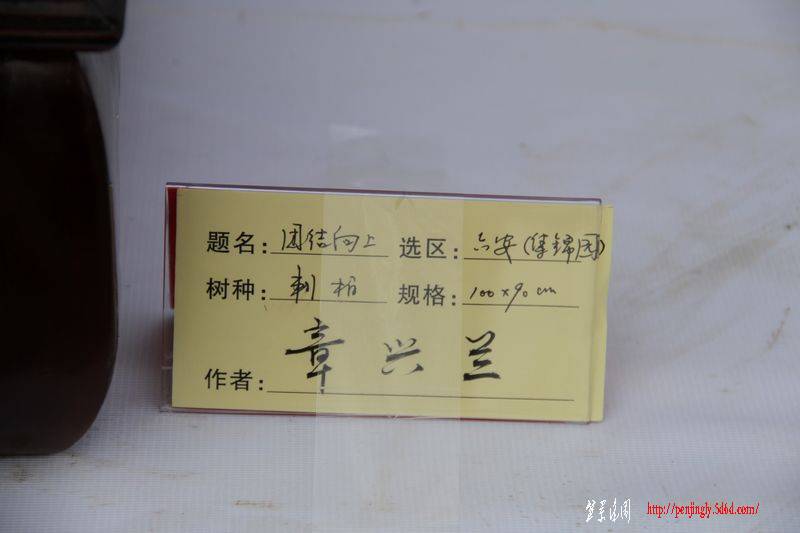 题名:团结向上 选区:六安(集锦园)
树种:刺柏 规格:100×90cm
作者:章兴兰
http://penjingly.5d6d.com/